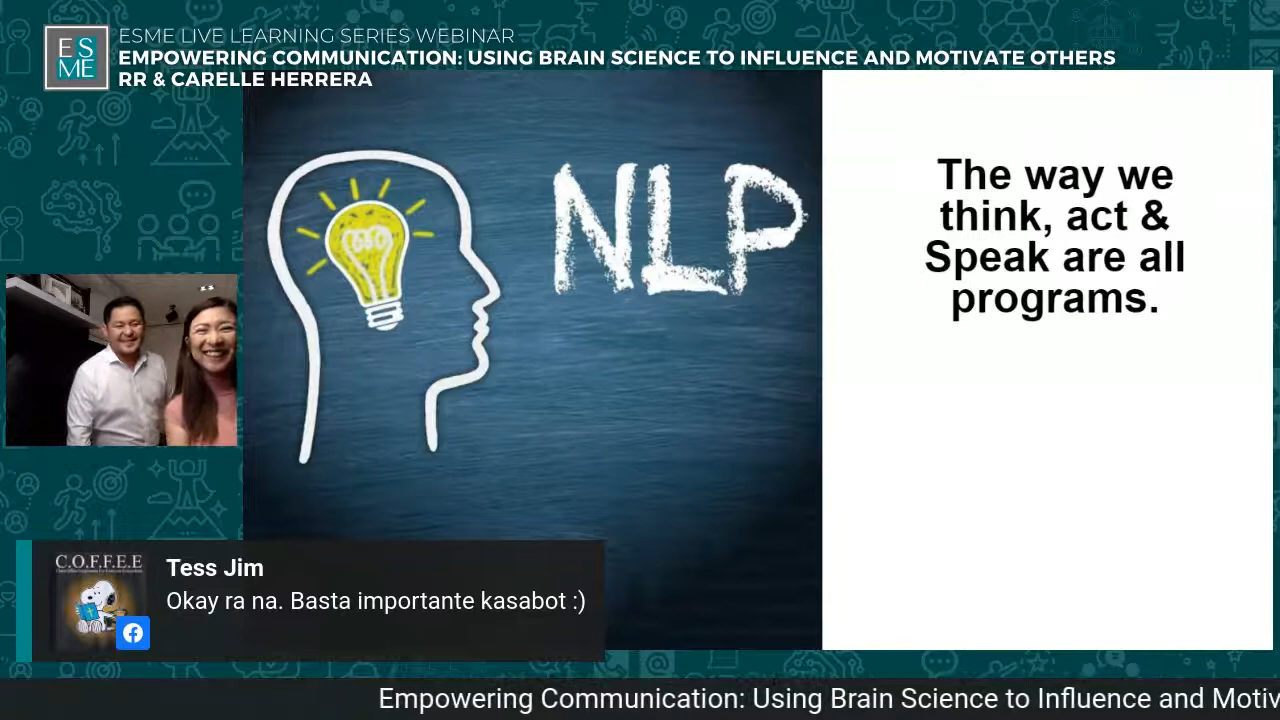 ES
ME
ESME LIVE LEARNING SERIES WEBINAR
EMPOWERING COMMUNICATION: USING BRAIN SCIENCE TO INFLUENCE AND MOTIVATE OTHERS
RR & CARELLE HERRERA
NLP
The way we
think, act &
Speak are all
programs.
C.O.F.F.E.E
Tess Jim
Okay ra na. Basta importante kasabot :)
Empowering Communication: Using Brain Science to Influence and Motiv